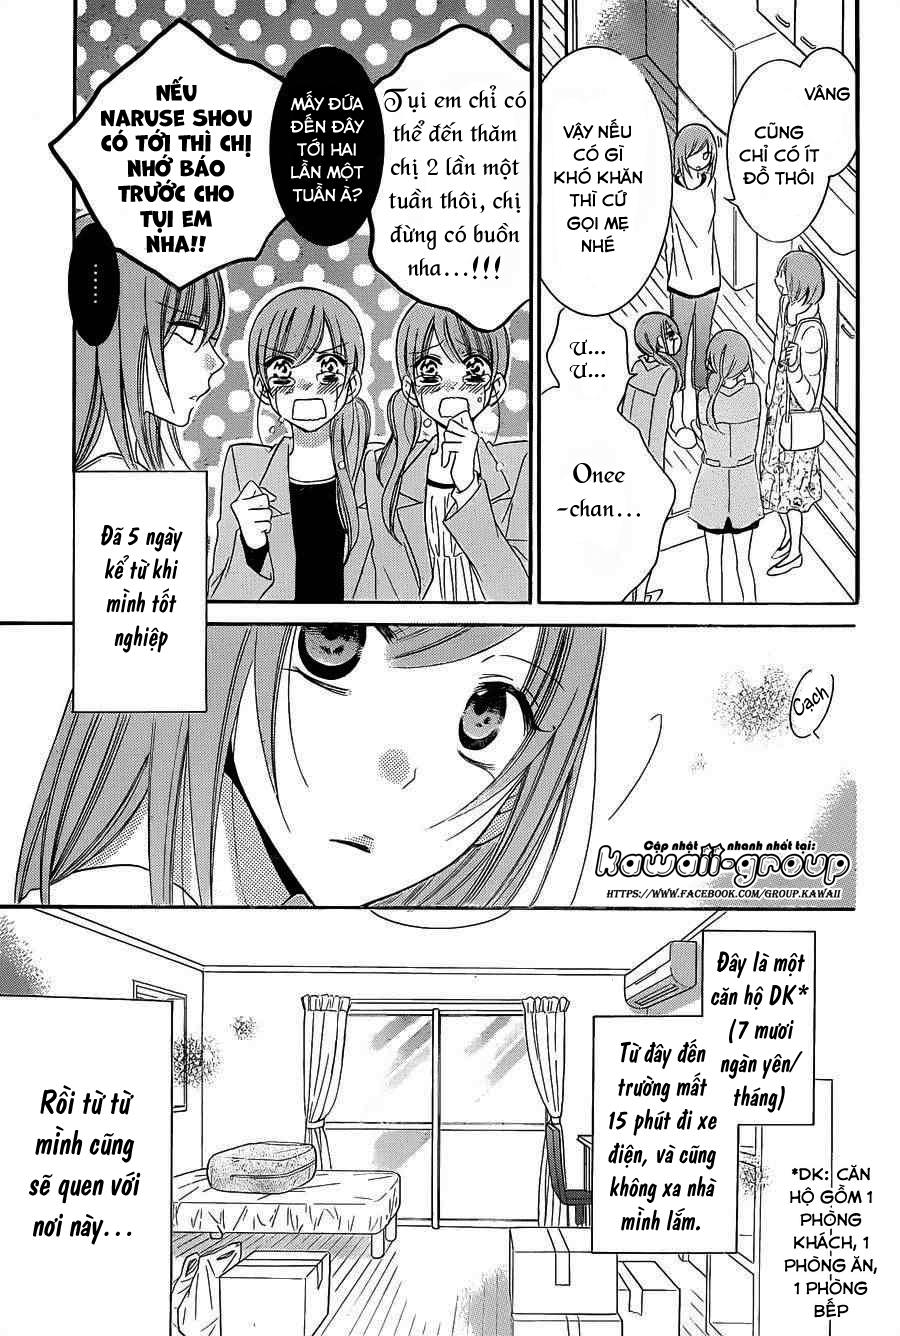 VÂNG
CŨNG
CHỈ CÓ ÍT
ĐỒ THÔI
VẬY NẾU
CÓ GÌ
KHÓ KHĂN
THÌ CỨ
GỌI MẸ
NHÉ
Ư...
Ư...
Onee
-chan...
Tụi em chỉ có
thể đến thăm
chị 2 lần một
tuần thôi, chị
đừng có buồn
nha...!!!
MẤY ĐỨA
ĐẾN ĐÂY
TỚI HAI
LẦN MỘT
TUẦN À?
NẾU
NARUSE SHOU
CÓ TỚI THÌ CHỊ
NHỚ BÁO
TRƯỚC CHO
TỤI EM
NHA!!
......
Đã 5 ngày
kể từ khi
mình tốt
nghiệp
Cạch
Cập nhật nhanh nhất tại:
kawaii-group
HTTPS://WWW.FACEBOOK.COM/GROUP.KAWAII
Đây là một
căn hộ DK*
(7 mươi
ngàn yên/
tháng)
Từ đây đến
trường mất
15 phút đi xe
điện, và cũng
không xa nhà
mình lắm.
*DK: CĂN
HỘ GỒM 1
PHÒNG
KHÁCH, 1
PHÒNG ĂN,
1 PHÒNG
BẾP
Rồi từ từ
mình cũng
sẽ quen với
nơi này...